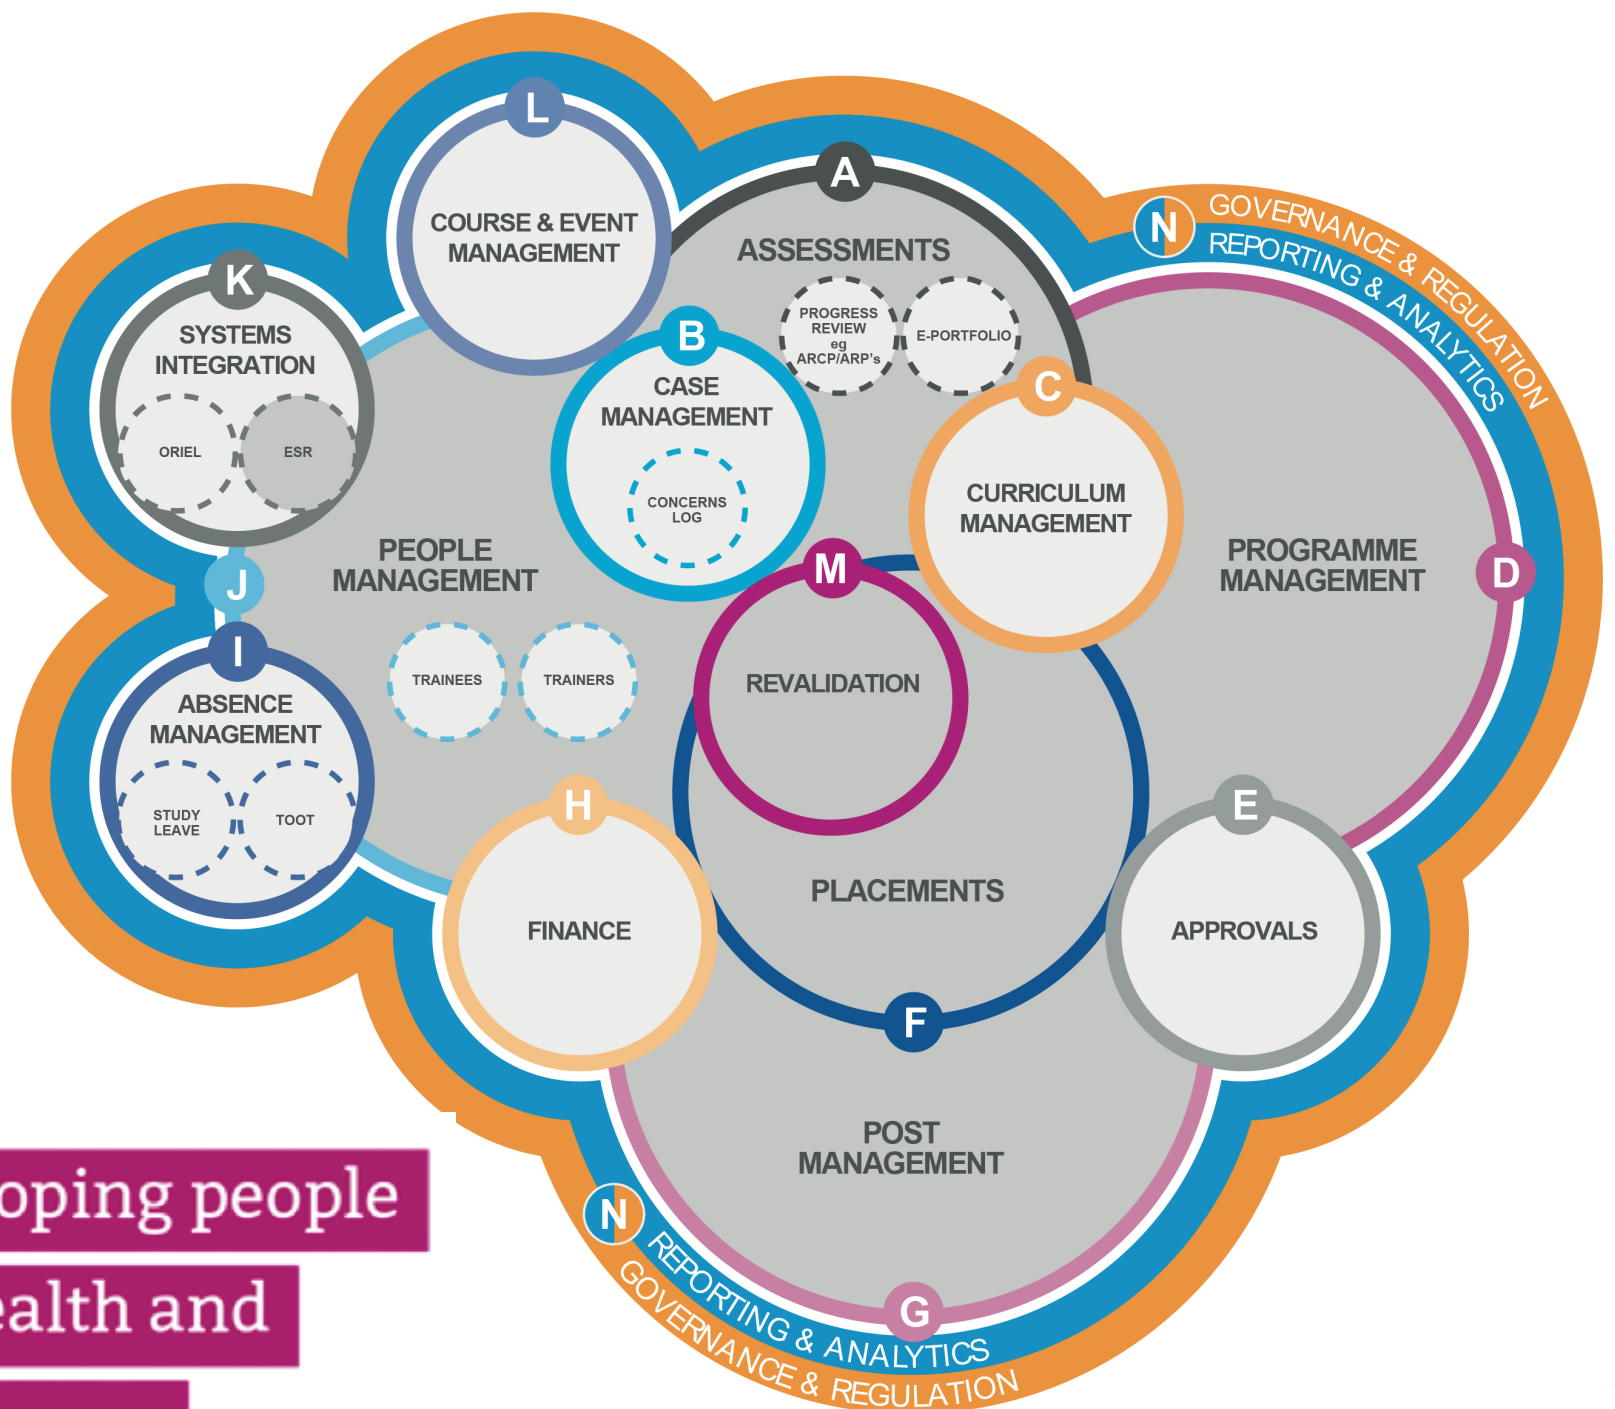 L
COURSE & EVENT
MANAGEMENT
A
ASSESSMENTS
PROGRESS
REVIEW
eg
ARCP/ARP's
E-PORTFOLIO
N
GOVERNANCE & REGULATION
REPORTING & ANALYTICS
K
SYSTEMS
INTEGRATION
ORIEL
ESR
B
CASE
MANAGEMENT
CONCERNS
LOG
C
CURRICULUM
MANAGEMENT
PEOPLE
MANAGEMENT
TRAINEES
TRAINERS
J
M
REVALIDATION
PROGRAMME
MANAGEMENT
D
I
ABSENCE
MANAGEMENT
STUDY
LEAVE
TOOT
H
FINANCE
PLACEMENTS
E
APPROVALS
F
POST
MANAGEMENT
G
N
REPORTING & ANALYTICS
GOVERNANCE & REGULATION
oping people
ealth and